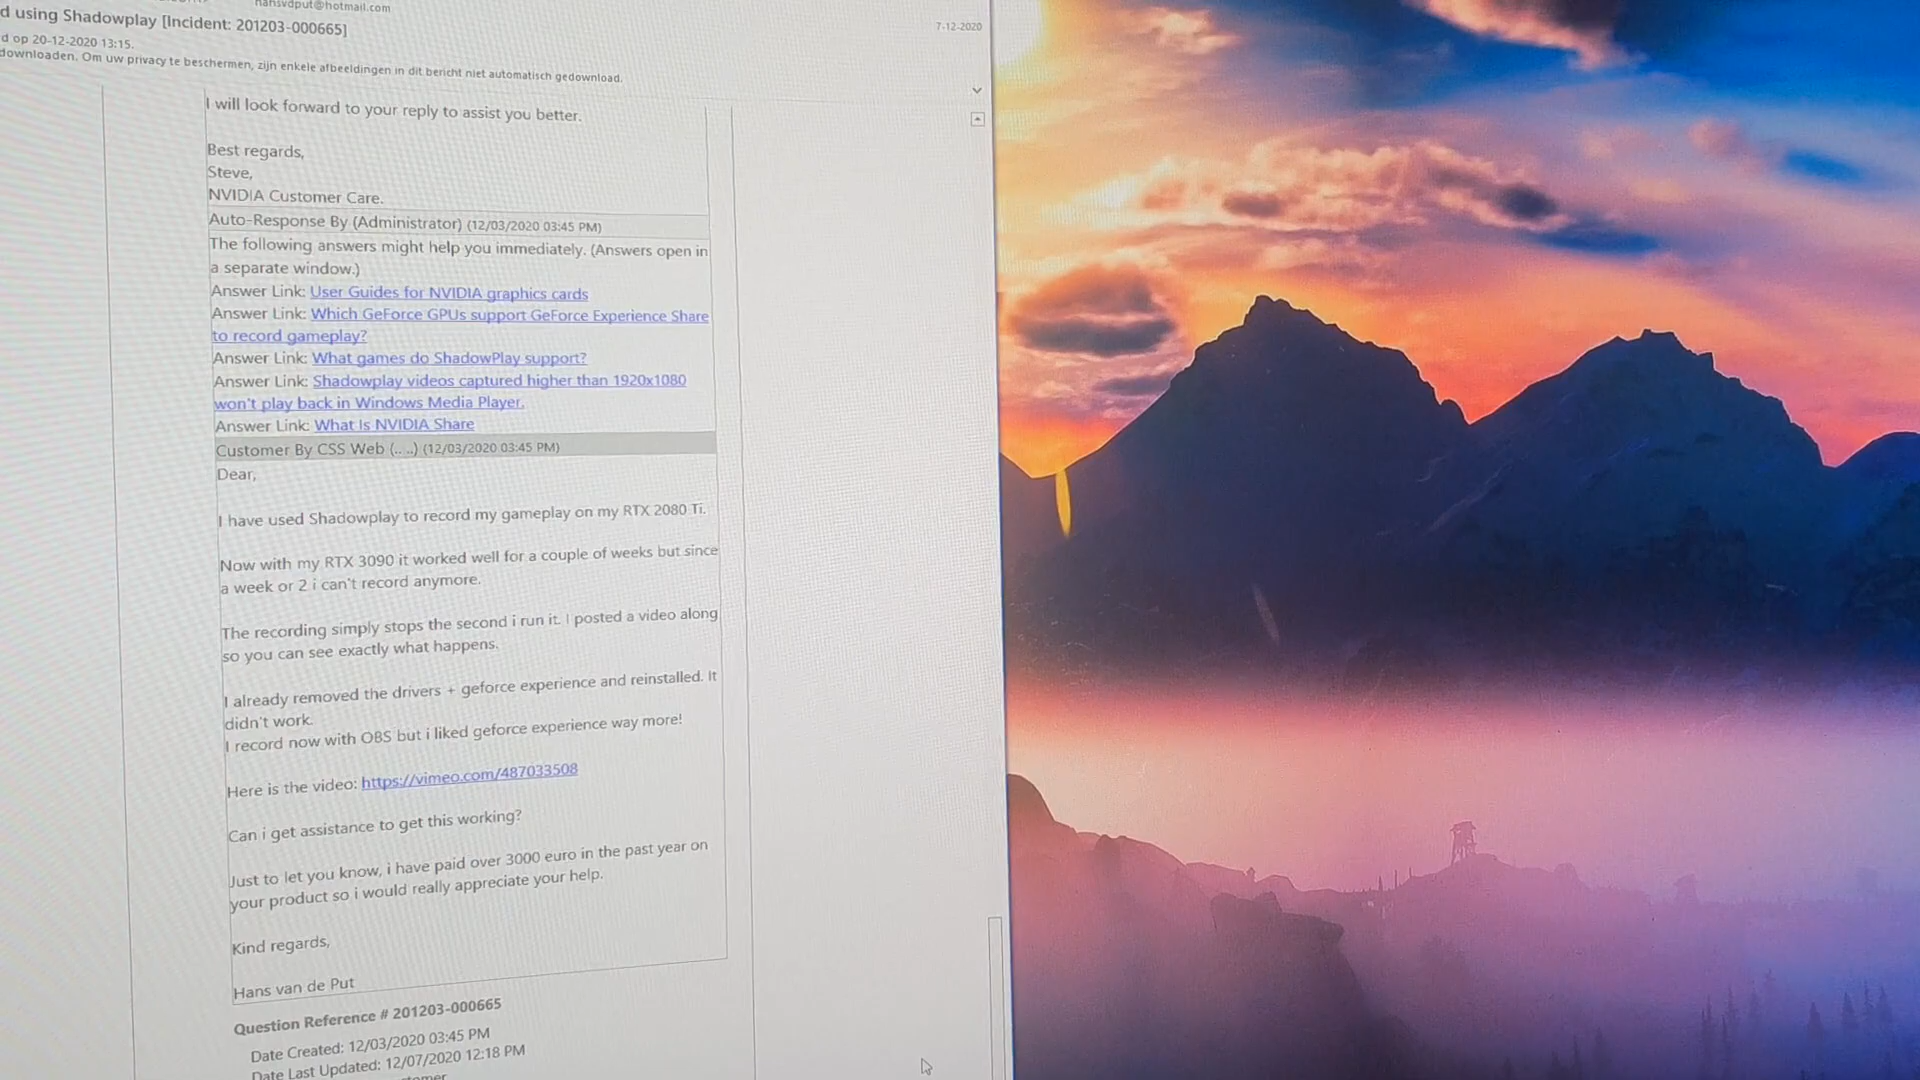 hansvdput@hotmail.com
d using Shadowplay [Incident: 201203-000665]
7-12-2020
d op 20-12-2020 13:15.
downloaden. Om uw privacy te beschermen, zijn enkele afbeeldingen in dit bericht niet automatisch gedownload.
I will look forward to your reply to assist you better.
Best regards,
Steve,
NVIDIA Customer Care.
Auto-Response By (Administrator) (12/03/2020 03:45 PM)
The following answers might help you immediately. (Answers open in
a separate window.)
Answer Link: User Guides for NVIDIA graphics cards
Answer Link: Which GeForce GPUs support GeForce Experience Share
to record gameplay?
Answer Link: What games do ShadowPlay support?
Answer Link: Shadowplay videos captured higher than 1920x1080
won't play back in Windows Media Player.
Answer Link: What Is NVIDIA Share
Customer By CSS Web (.. ..) (12/03/2020 03:45 PM)
Dear,
I have used Shadowplay to record my gameplay on my RTX 2080 Ti.
Now with my RTX 3090 it worked well for a couple of weeks but since
a week or 2 i can't record anymore.
The recording simply stops the second i run it. I posted a video along
so you can see exactly what happens.
I already removed the drivers + geforce experience and reinstalled. It
didn't work.
I record now with OBS but i liked geforce experience way more!
Here is the video: https://vimeo.com/487033508
Can i get assistance to get this working?
Just to let you know, i have paid over 3000 euro in the past year on
your product so i would really appreciate your help.
Kind regards,
Hans van de Put
Question Reference # 201203-000665
Date Created: 12/03/2020 03:45 PM
Date Last Updated: 12/07/2020 12:18 PM